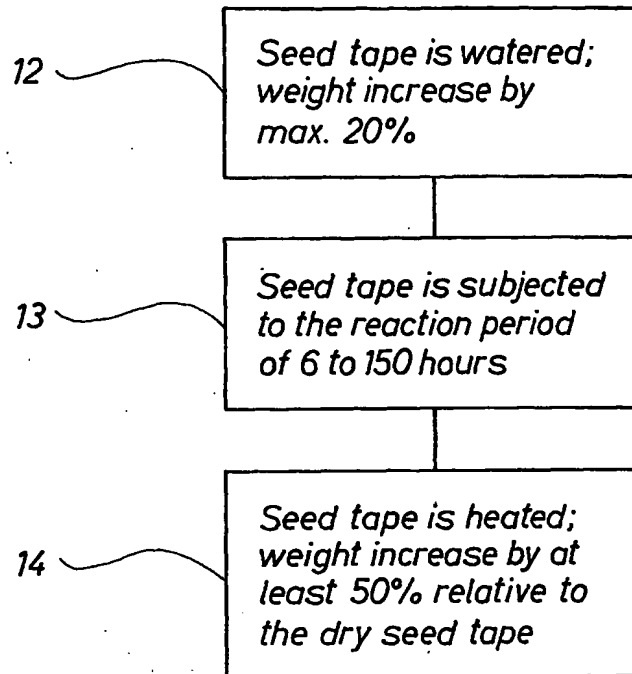 12
Seed tape is watered;
weight increase by
max. 20%
13
Seed tape is subjected
to the reaction period
of 6 to 150 hours
14
Seed tape is heated;
weight increase by at
least 50% relative to
the dry seed tape